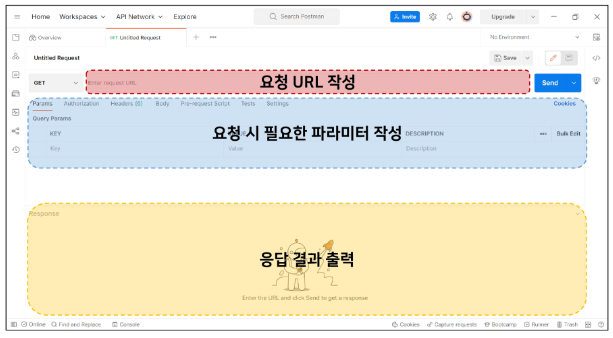 Home Workspaces API Network Explore Search Postman Invite Upgrade
Overview GET Untitled Request + ••• No Environment
Untitled Request Save
GET Enter request URL 요청 URL 작성 Send
Params Authorization Headers (6) Body Pre-request Script Tests Settings Cookies
Query Params
KEY DESCRIPTION ••• Bulk Edit
요청 시 필요한 파라미터 작성
Key Value Description
Response
응답 결과 출력
Enter the URL and click Send to get a response
Online Find and Replace Console Cookies Capture requests Bootcamp Runner Trash